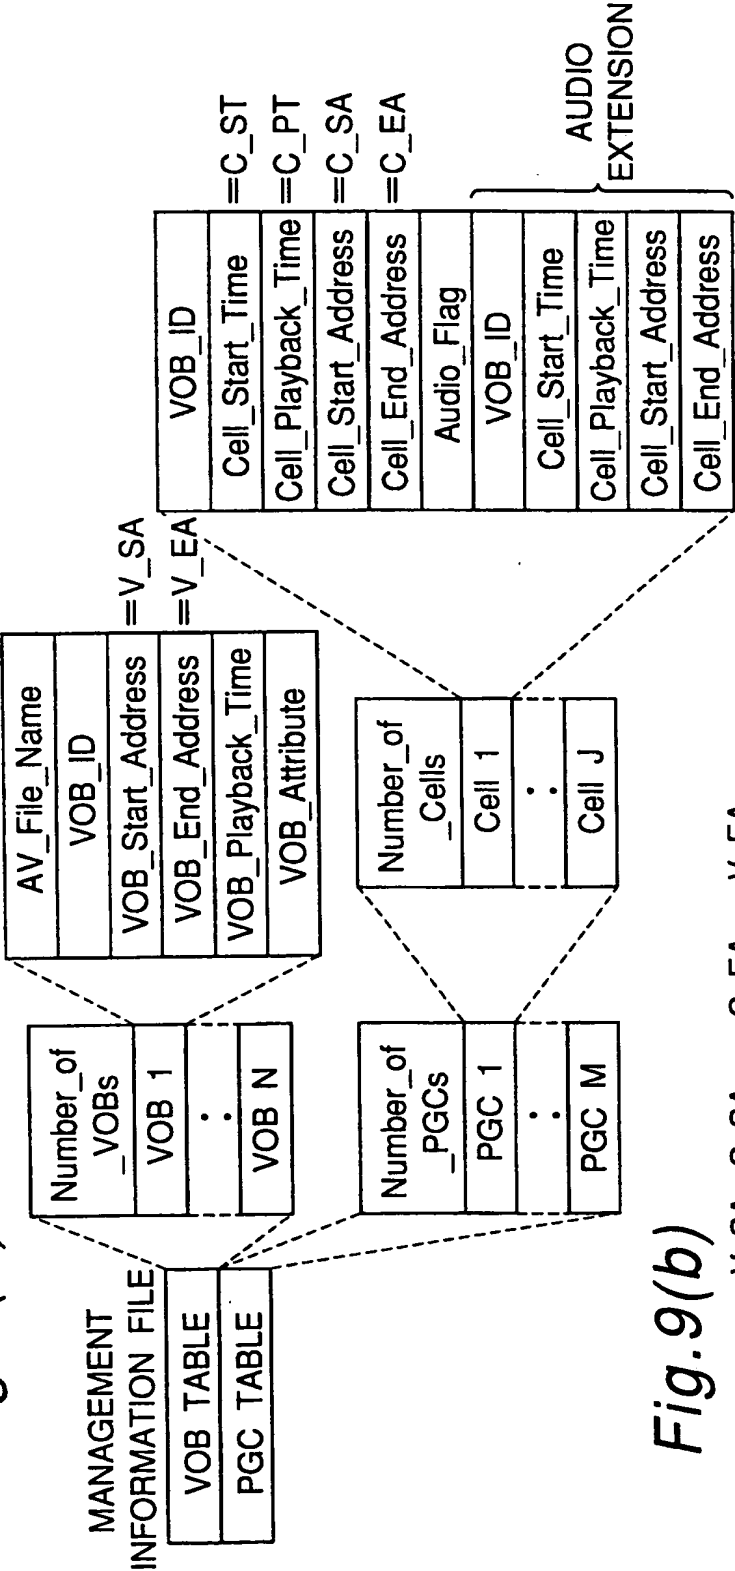 MANAGEMENT
INFORMATION FILE
VOB TABLE
PGC TABLE
Number_of
_VOBs
VOB 1
:
VOB N
AV_File_Name
VOB_ID
VOB_Start_Address =V_SA
VOB_End_Address =V_EA
VOB_Playback_Time
VOB_Attribute
Number_of
_PGCs
PGC 1
:
PGC M
Number_of
_Cells
Cell 1
:
Cell J
VOB_ID
Cell_Start_Time =C_ST
Cell_Playback_Time =C_PT
Cell_Start_Address =C_SA
Cell_End_Address =C_EA
Audio_Flag
VOB_ID
Cell_Start_Time
Cell_Playback_Time
Cell_Start_Address
Cell_End_Address
AUDIO
EXTENSION
Fig.9(b)